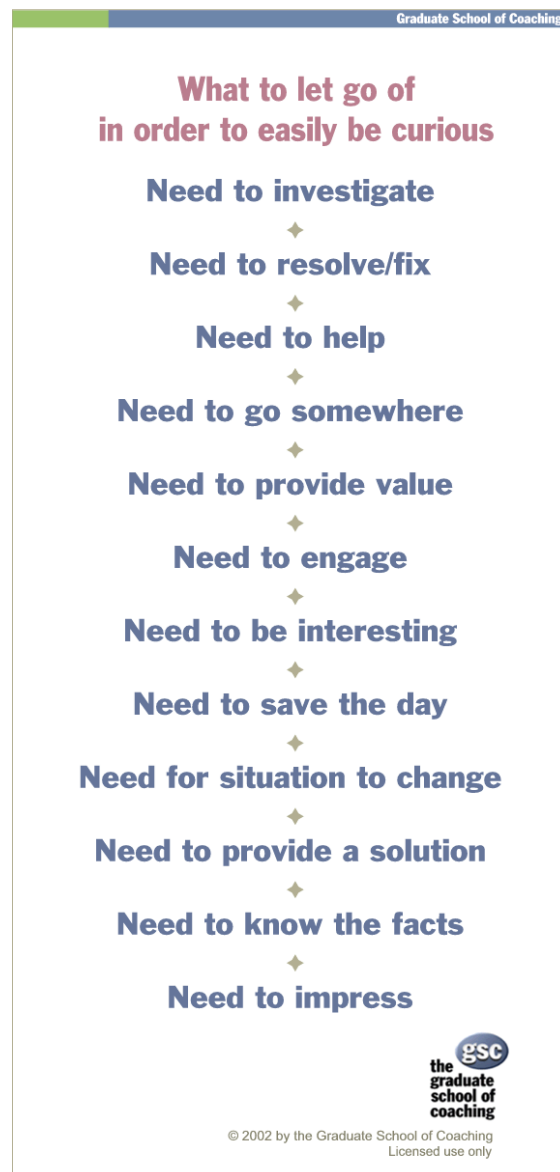 Graduate School of Coaching
What to let go of
in order to easily be curious
Need to investigate
Need to resolve/fix
Need to help
Need to go somewhere
Need to provide value
Need to engage
Need to be interesting
Need to save the day
Need for situation to change
Need to provide a solution
Need to know the facts
Need to impress
gsc
the
graduate
school of
coaching
© 2002 by the Graduate School of Coaching
Licensed use only